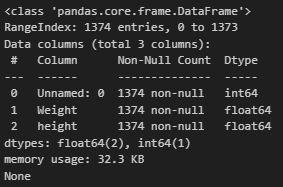 <class 'pandas.core.frame.DataFrame'>
RangeIndex: 1374 entries, 0 to 1373
Data columns (total 3 columns):
 #   Column      Non-Null Count  Dtype
---  ------      --------------  -----
 0   Unnamed: 0  1374 non-null   int64
 1   Weight      1374 non-null   float64
 2   height      1374 non-null   float64
dtypes: float64(2), int64(1)
memory usage: 32.3 KB
None